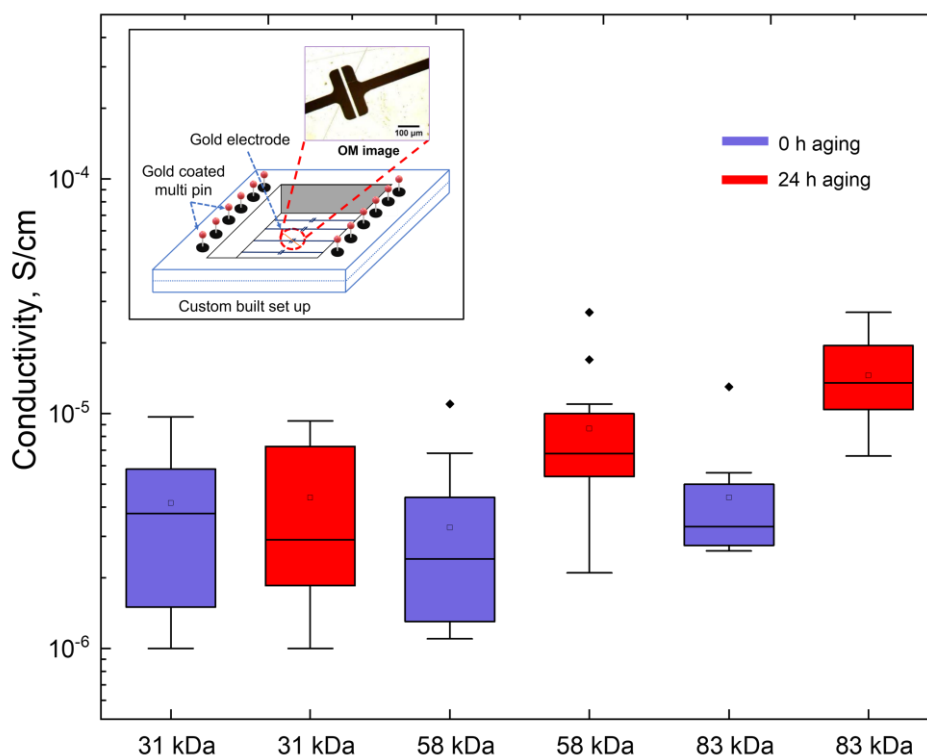 Conductivity, S/cm
10⁻⁴
10⁻⁵
10⁻⁶
Gold electrode
Gold coated
multi pin
100 µm
OM image
Custom built set up
0 h aging
24 h aging
31 kDa 31 kDa 58 kDa 58 kDa 83 kDa 83 kDa